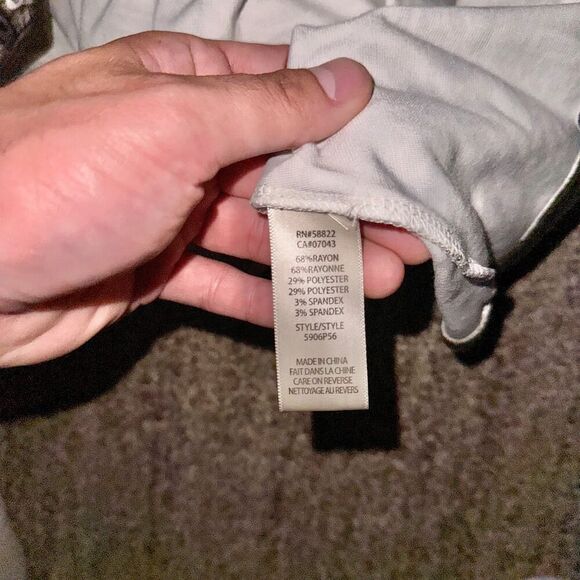 RN#58822
CA#07043
68%RAYON
68%RAYONNE
29% POLYESTER
29% POLYESTER
3% SPANDEX
3% SPANDEX
STYLE/STYLE
5906P56
MADE IN CHINA
FAIT DANS LA CHINE
CARE ON REVERSE
NETTOYAGE AU REVERS